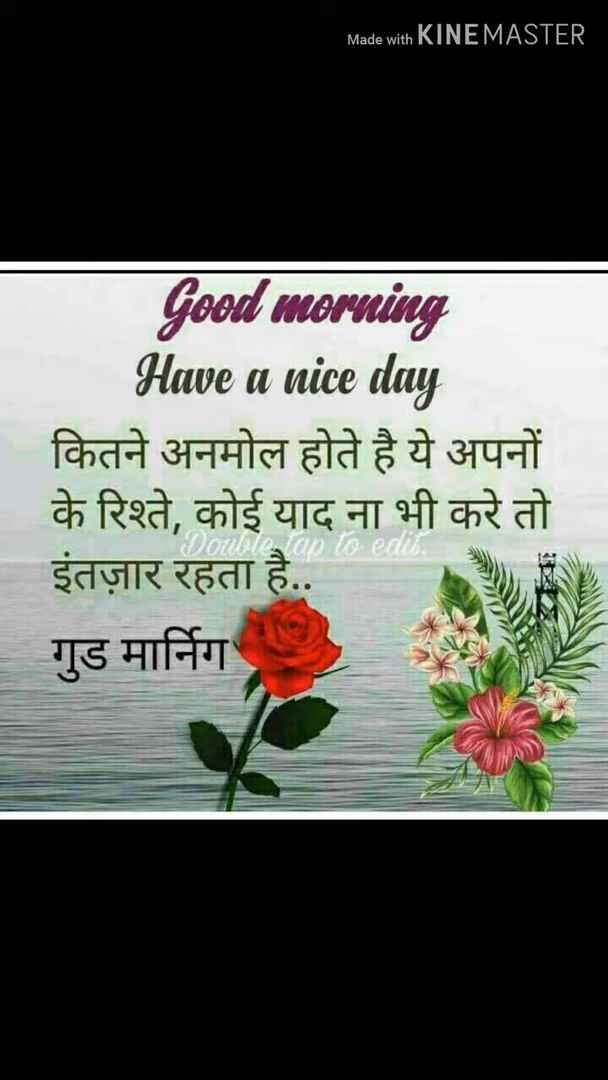 Made with KINEMASTER
Good morning
Have a nice day
कितने अनमोल होते है ये अपनों
के रिश्ते, कोई याद ना भी करे तो
Double tap to edit.
इंतज़ार रहता है..
गुड मार्निग